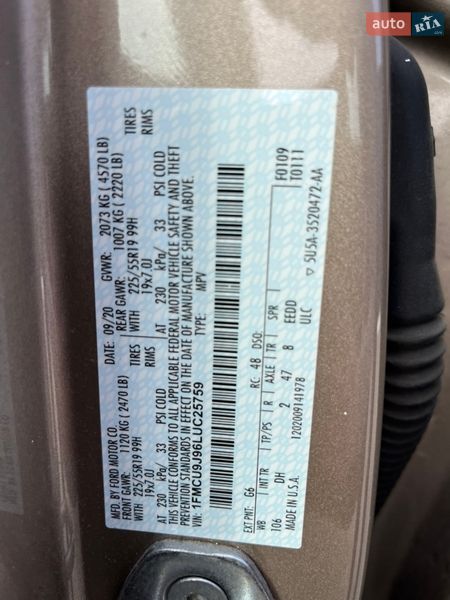 auto RIA
.com
MFD. BY FORD MOTOR CO.
DATE: 09/20 GVWR: 2073 KG ( 4570 LB)
FRONT GAWR: 1120 KG (2470 LB) REAR GAWR: 1007 KG ( 2220 LB)
WITH 225/55R19 99H TIRES WITH 225/55R19 99H TIRES
19x7.0J RIMS 19x7.0J RIMS
AT 230 kPa/ 33 PSI COLD AT 230 kPa/ 33 PSI COLD
THIS VEHICLE CONFORMS TO ALL APPLICABLE FEDERAL MOTOR VEHICLE SAFETY AND THEFT
PREVENTION STANDARDS IN EFFECT ON THE DATE OF MANUFACTURE SHOWN ABOVE.
VIN: 1FMCU9J96LUC25759 TYPE: MPV
F0109
T0111
EXT PNT: G6 RC: 48 DSO:
WB INT TR TP/PS R AXLE TR SPR
106 DH 2 47 8 EEDD
MADE IN U.S.A. 1202009141978 ULC
▽ 5U5A-3520472-AA